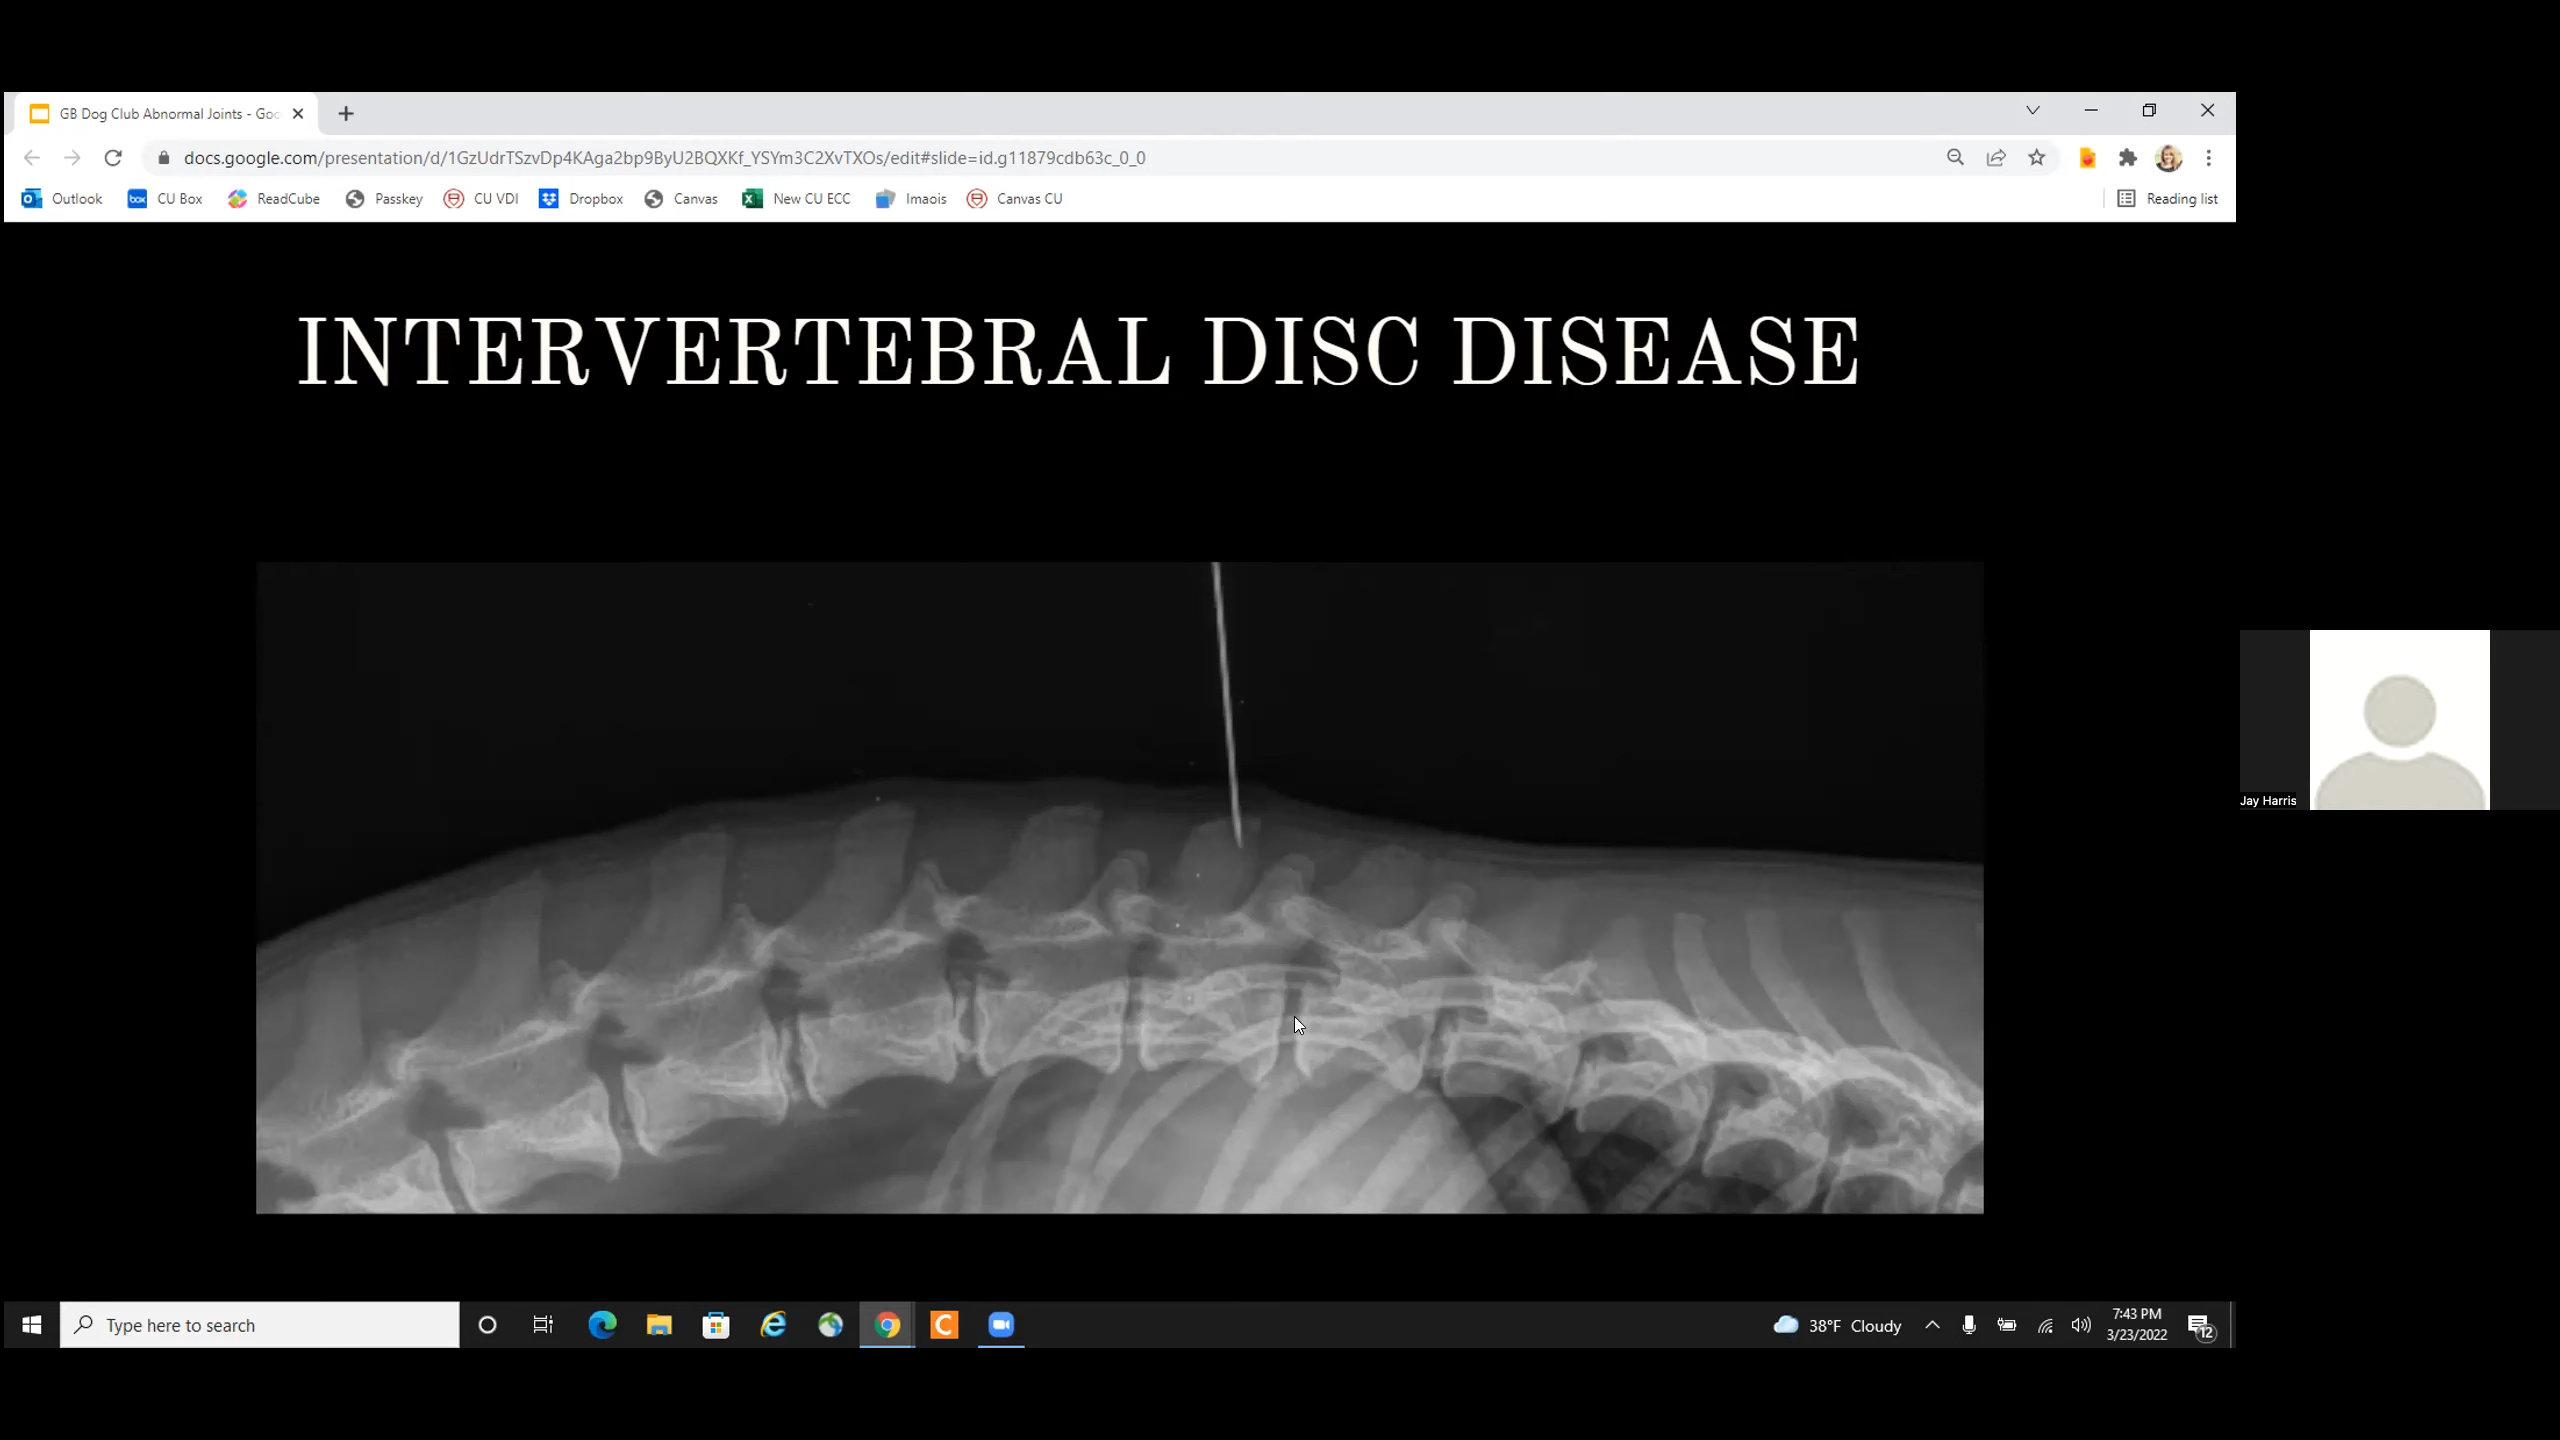 GB Dog Club Abnormal Joints - Goo
docs.google.com/presentation/d/1GzUdrTSzvDp4KAga2bp9ByU2BQXKf_YSYm3C2XvTXOs/edit#slide=id.g11879cdb63c_0_0
Outlook
box
CU Box
ReadCube
Passkey
CU VDI
Dropbox
Canvas
New CU ECC
Imaois
Canvas CU
Reading list
INTERVERTEBRAL DISC DISEASE
Jay Harris
Type here to search
38°F Cloudy
7:43 PM
3/23/2022
12